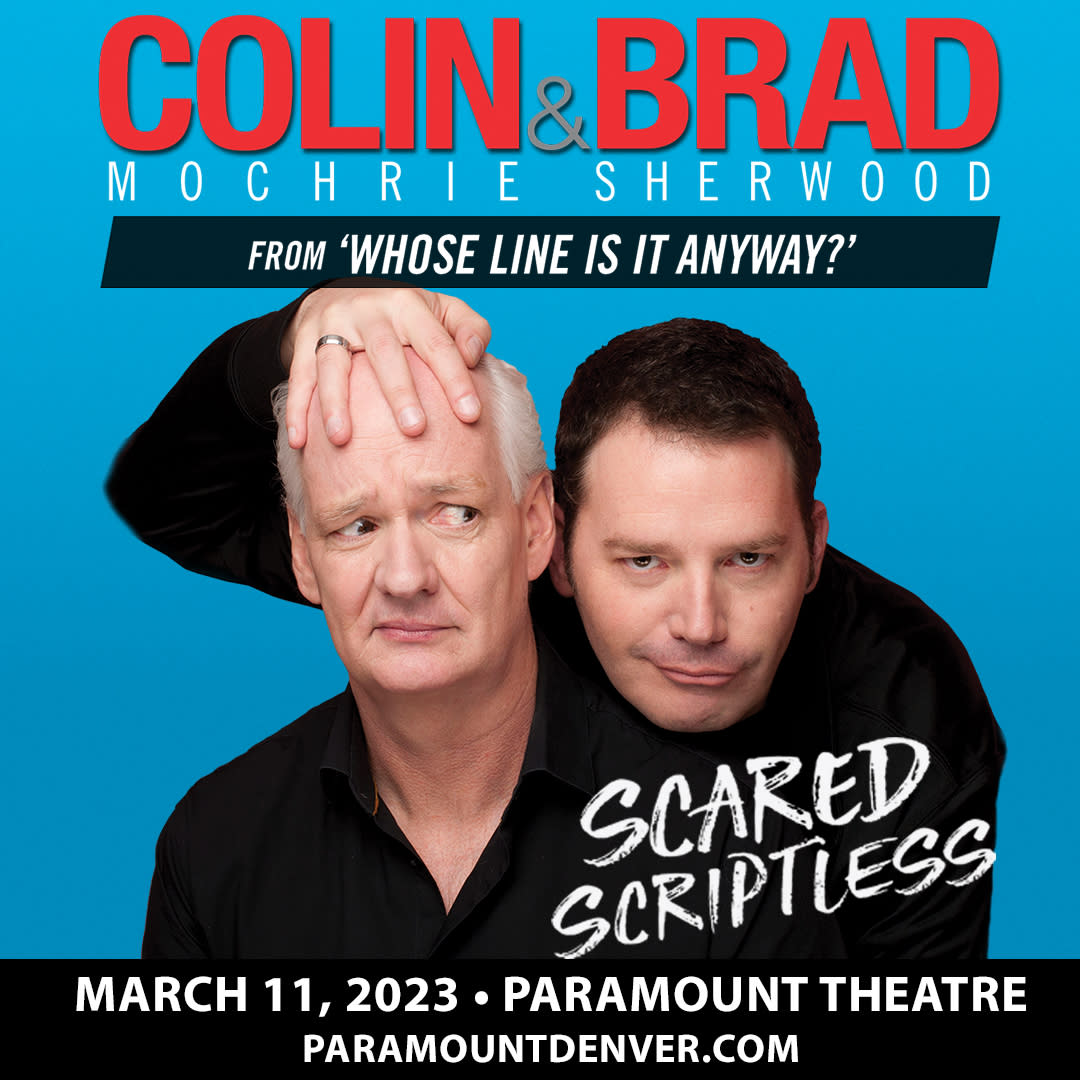 COLIN & BRAD
MOCHRIE SHERWOOD
FROM ‘WHOSE LINE IS IT ANYWAY?’
SCARED
SCRIPTLESS
MARCH 11, 2023 • PARAMOUNT THEATRE
PARAMOUNTDENVER.COM